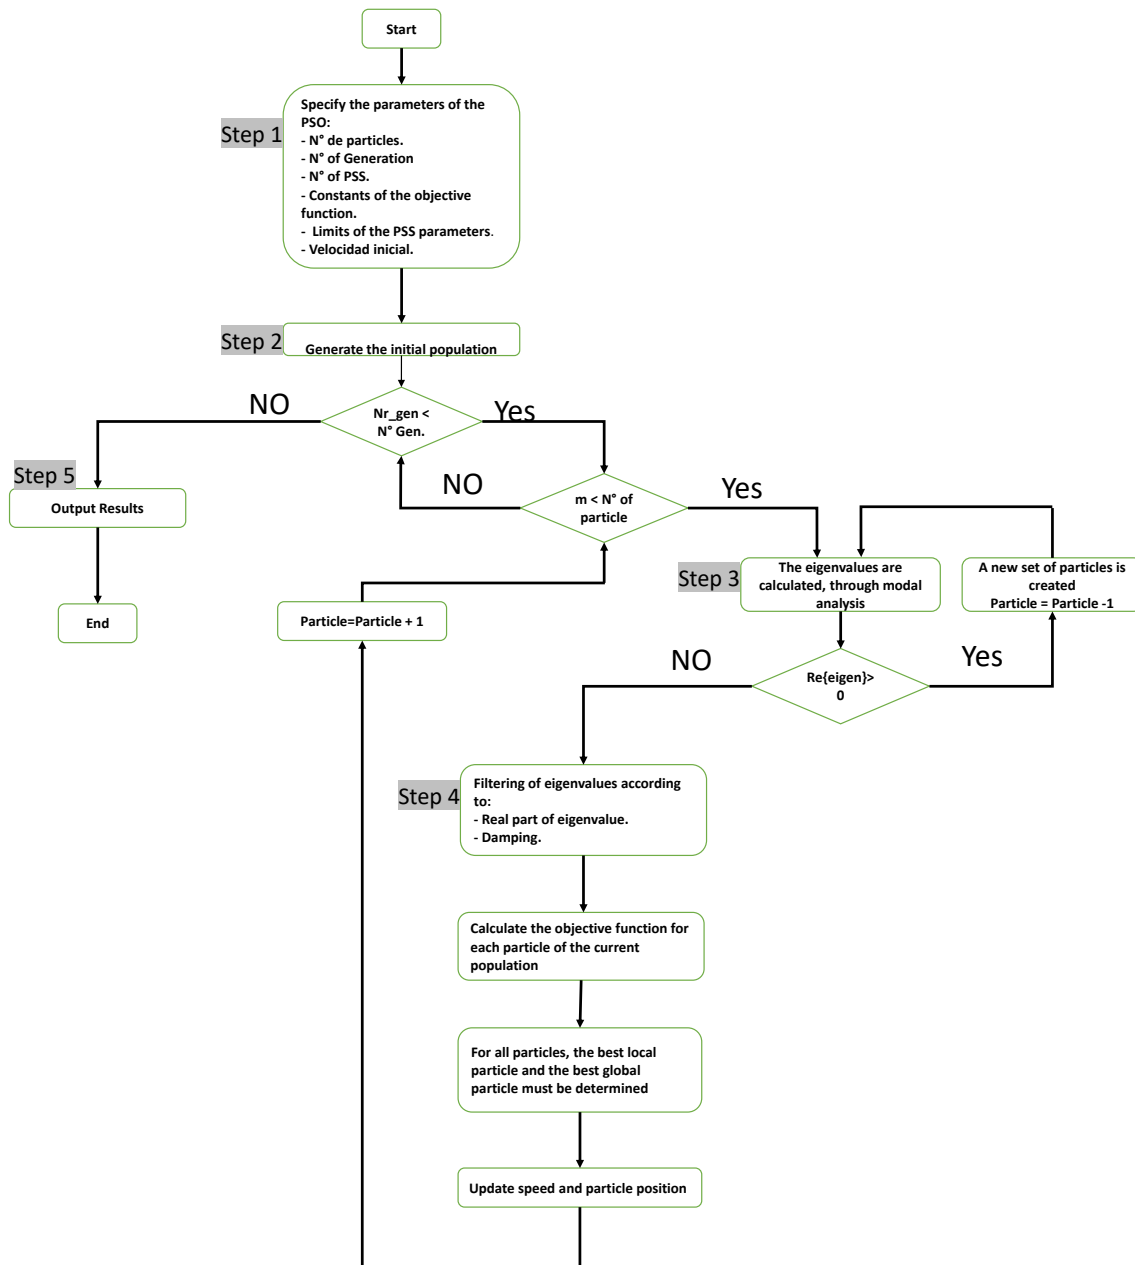 Start
Step 1
Specify the parameters of the
PSO:
- N° de particles.
- N° of Generation
- N° of PSS.
- Constants of the objective
function.
- Limits of the PSS parameters.
- Velocidad inicial.
Step 2
Generate the initial population
NO
Nr_gen <
N° Gen.
Yes
Step 5
Output Results
End
NO
m < N° of
particle
Yes
Step 3
The eigenvalues are
calculated, through modal
analysis
A new set of particles is
created
Particle = Particle -1
Particle=Particle + 1
NO
Re{eigen}>
0
Yes
Step 4
Filtering of eigenvalues according
to:
- Real part of eigenvalue.
- Damping.
Calculate the objective function for
each particle of the current
population
For all particles, the best local
particle and the best global
particle must be determined
Update speed and particle position